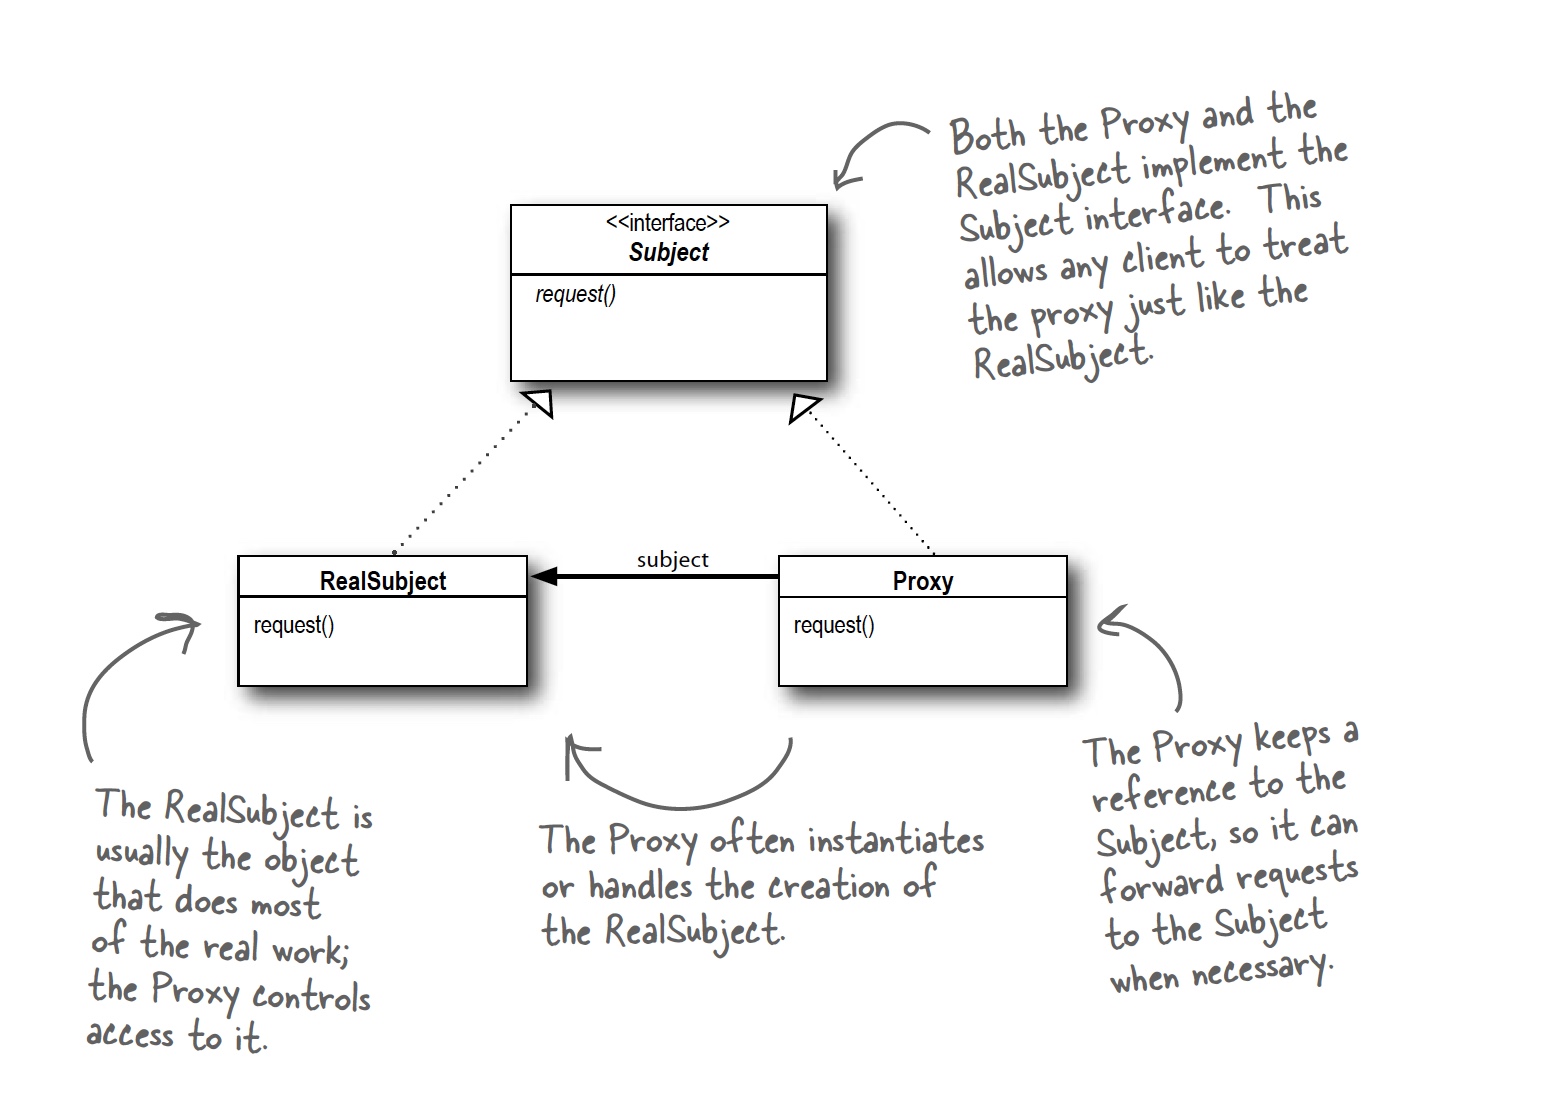 Both the Proxy and the
RealSubject implement the
Subject interface. This
allows any client to treat
the proxy just like the
RealSubject.
<<interface>>
Subject
request()
subject
RealSubject
request()
Proxy
request()
The RealSubject is
usually the object
that does most
of the real work;
the Proxy controls
access to it.
The Proxy often instantiates
or handles the creation of
the RealSubject.
The Proxy keeps a
reference to the
Subject, so it can
forward requests
to the Subject
when necessary.